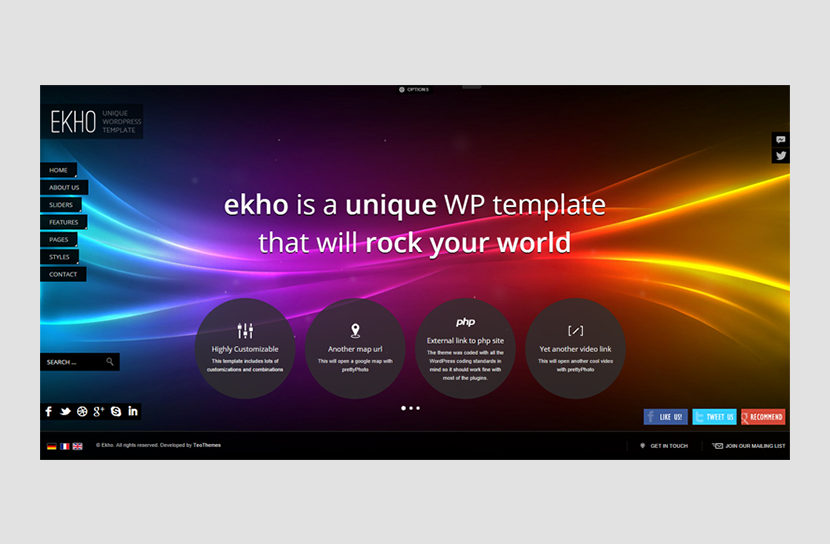 OPTIONS
EKHO
UNIQUE
WORDPRESS
TEMPLATE
HOME
ABOUT US
SLIDERS
FEATURES
PAGES
STYLES
CONTACT
ekho is a unique WP template
that will rock your world
Highly Customizable
This template includes lots of
customizations and combinations
Another map url
This will open a google map with
prettyPhoto
php
External link to php site
The theme was coded with all the
WordPress coding standards in
mind so it should work fine with
most of the plugins.
Yet another video link
This will open another cool video
with prettyPhoto
SEARCH ...
LIKE US!
TWEET US
RECOMMEND
© Ekho. All rights reserved. Developed by TeoThemes
GET IN TOUCH
JOIN OUR MAILING LIST